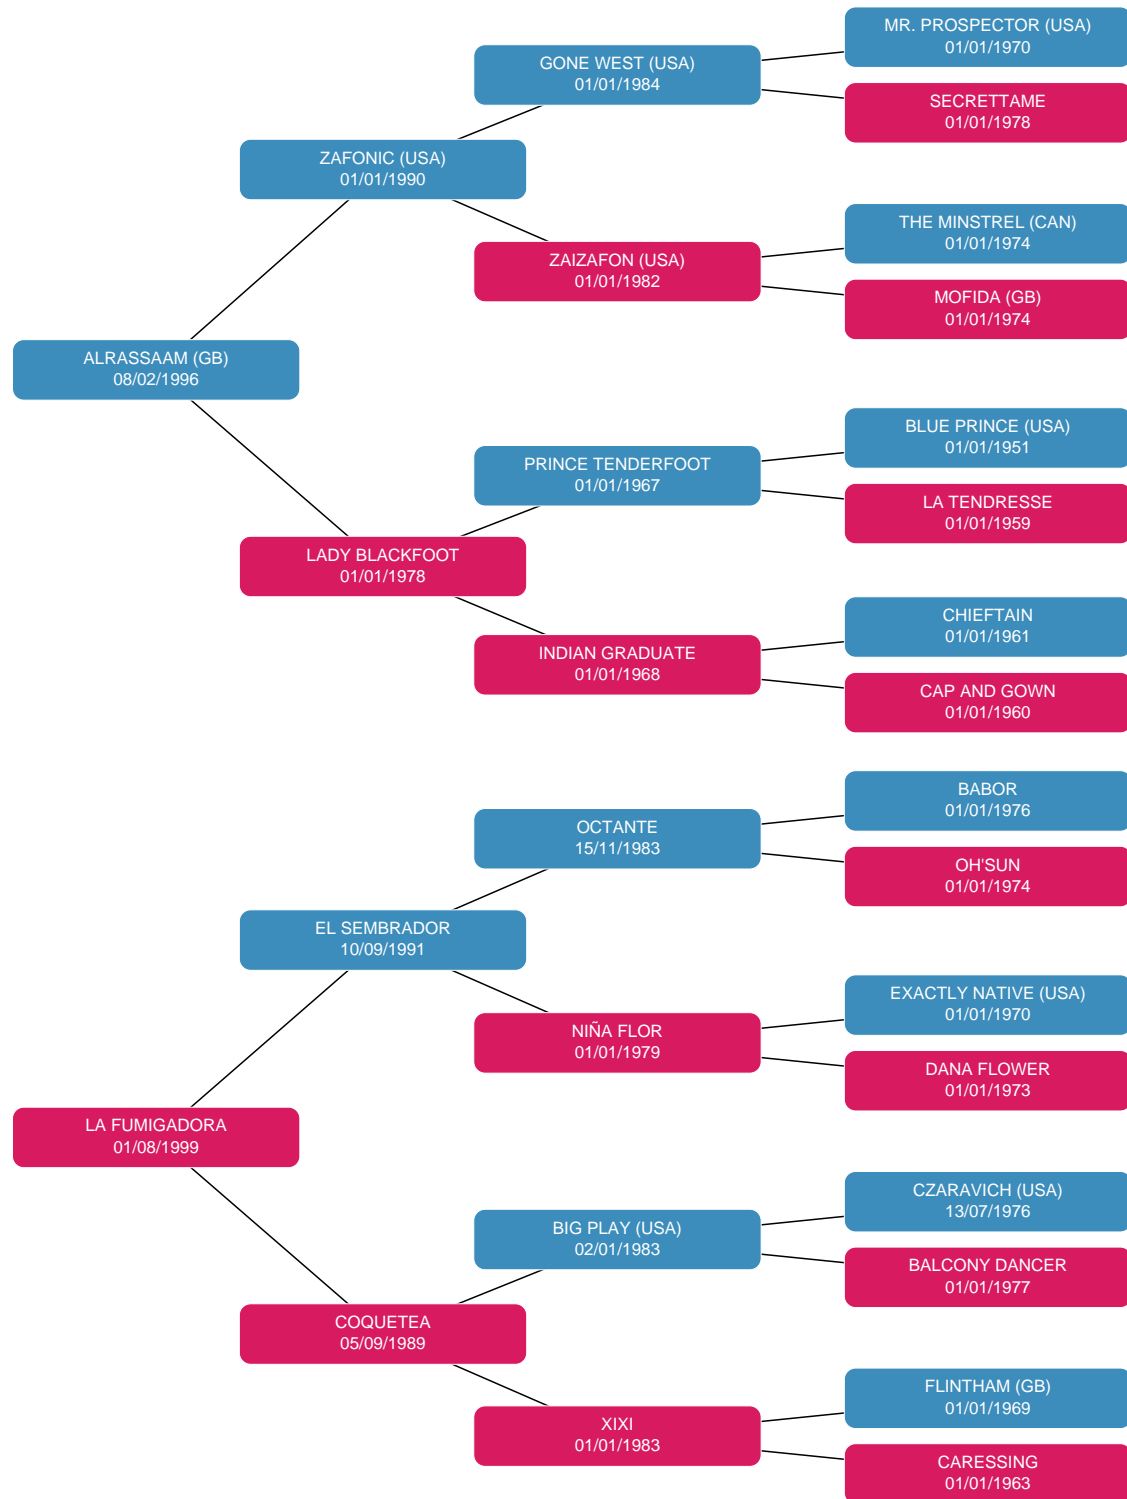 MR. PROSPECTOR (USA)
01/01/1970
GONE WEST (USA)
01/01/1984
SECRETTAME
01/01/1978
ZAFONIC (USA)
01/01/1990
THE MINSTREL (CAN)
01/01/1974
ZAIZAFON (USA)
01/01/1982
MOFIDA (GB)
01/01/1974
ALRASSAAM (GB)
08/02/1996
BLUE PRINCE (USA)
01/01/1951
PRINCE TENDERFOOT
01/01/1967
LA TENDRESSE
01/01/1959
LADY BLACKFOOT
01/01/1978
CHIEFTAIN
01/01/1961
INDIAN GRADUATE
01/01/1968
CAP AND GOWN
01/01/1960
BABOR
01/01/1976
OCTANTE
15/11/1983
OH'SUN
01/01/1974
EL SEMBRADOR
10/09/1991
EXACTLY NATIVE (USA)
01/01/1970
NIÑA FLOR
01/01/1979
DANA FLOWER
01/01/1973
LA FUMIGADORA
01/08/1999
CZARAVICH (USA)
13/07/1976
BIG PLAY (USA)
02/01/1983
BALCONY DANCER
01/01/1977
COQUETEA
05/09/1989
FLINTHAM (GB)
01/01/1969
XIXI
01/01/1983
CARESSING
01/01/1963